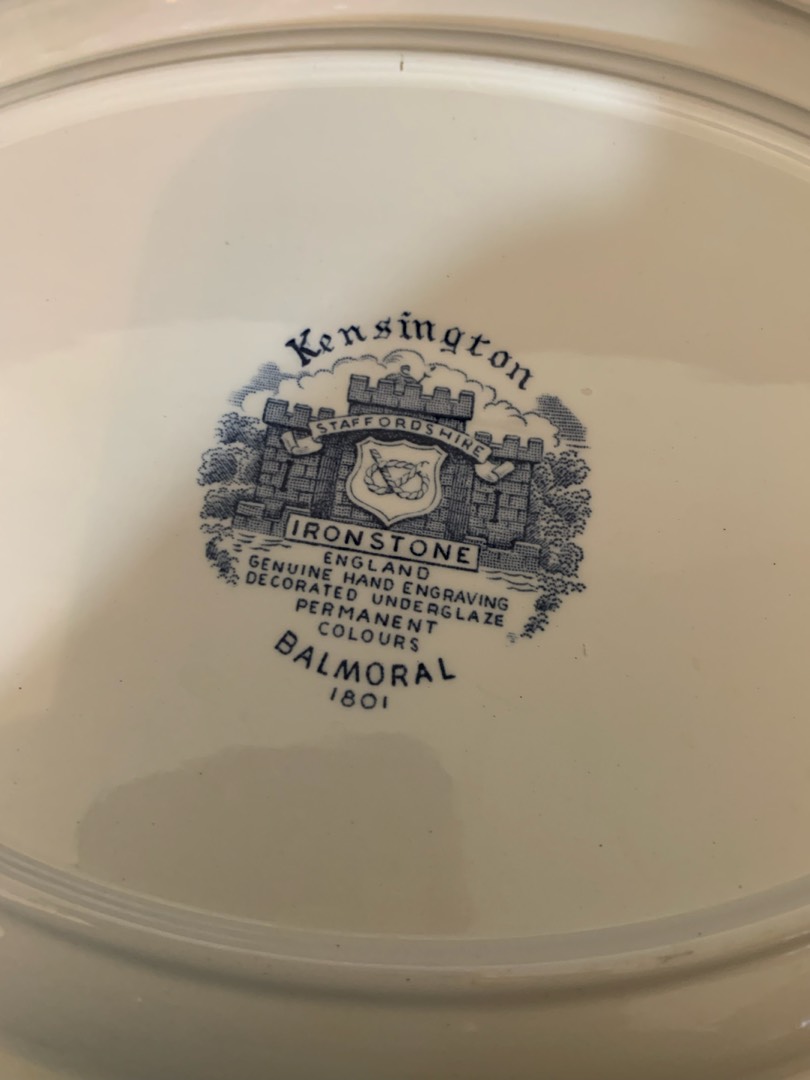 Kensington
STAFFORDSHIRE
IRONSTONE
ENGLAND
GENUINE HAND ENGRAVING
DECORATED UNDERGLAZE
PERMANENT
COLOURS
BALMORAL
1801